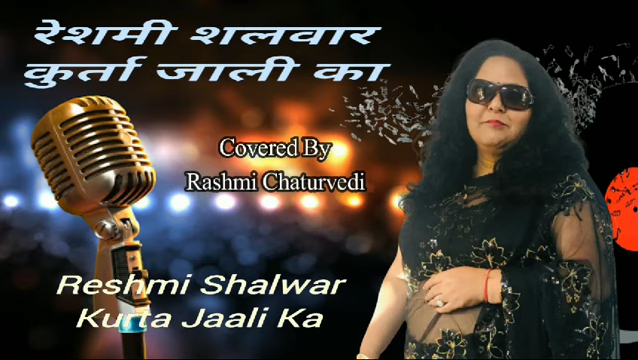 रेशमी शलवार
कुर्ता जाली का
Covered By
Rashmi Chaturvedi
Reshmi Shalwar
Kurta Jaali Ka